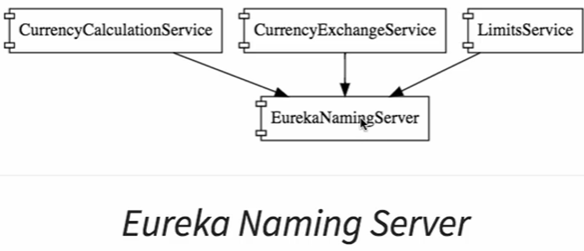 CurrencyCalculationService
CurrencyExchangeService
LimitsService
EurekaNamingServer
Eureka Naming Server